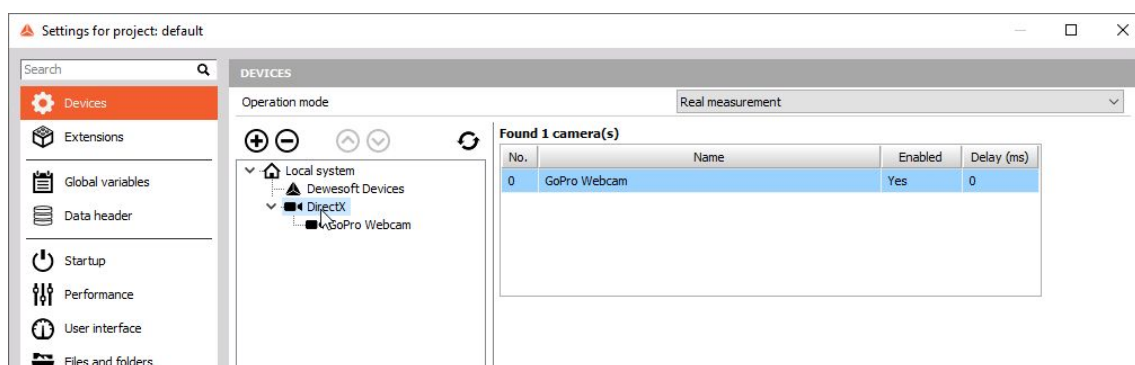 Settings for project: default
Search
DEVICES
Devices
Operation mode
Real measurement
Extensions
Found 1 camera(s)
No. Name Enabled Delay (ms)
0 GoPro Webcam Yes 0
Local system
Dewesoft Devices
DirectX
GoPro Webcam
Global variables
Data header
Startup
Performance
User interface
Files and folders